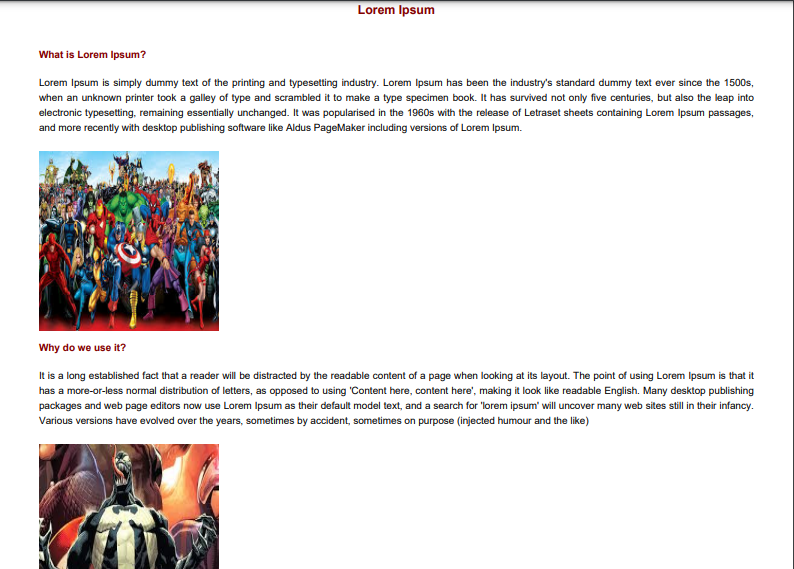 Lorem Ipsum
What is Lorem Ipsum?
Lorem Ipsum is simply dummy text of the printing and typesetting industry. Lorem Ipsum has been the industry's standard dummy text ever since the 1500s,
when an unknown printer took a galley of type and scrambled it to make a type specimen book. It has survived not only five centuries, but also the leap into
electronic typesetting, remaining essentially unchanged. It was popularised in the 1960s with the release of Letraset sheets containing Lorem Ipsum passages,
and more recently with desktop publishing software like Aldus PageMaker including versions of Lorem Ipsum.
Why do we use it?
It is a long established fact that a reader will be distracted by the readable content of a page when looking at its layout. The point of using Lorem Ipsum is that it
has a more-or-less normal distribution of letters, as opposed to using 'Content here, content here', making it look like readable English. Many desktop publishing
packages and web page editors now use Lorem Ipsum as their default model text, and a search for 'lorem ipsum' will uncover many web sites still in their infancy.
Various versions have evolved over the years, sometimes by accident, sometimes on purpose (injected humour and the like)